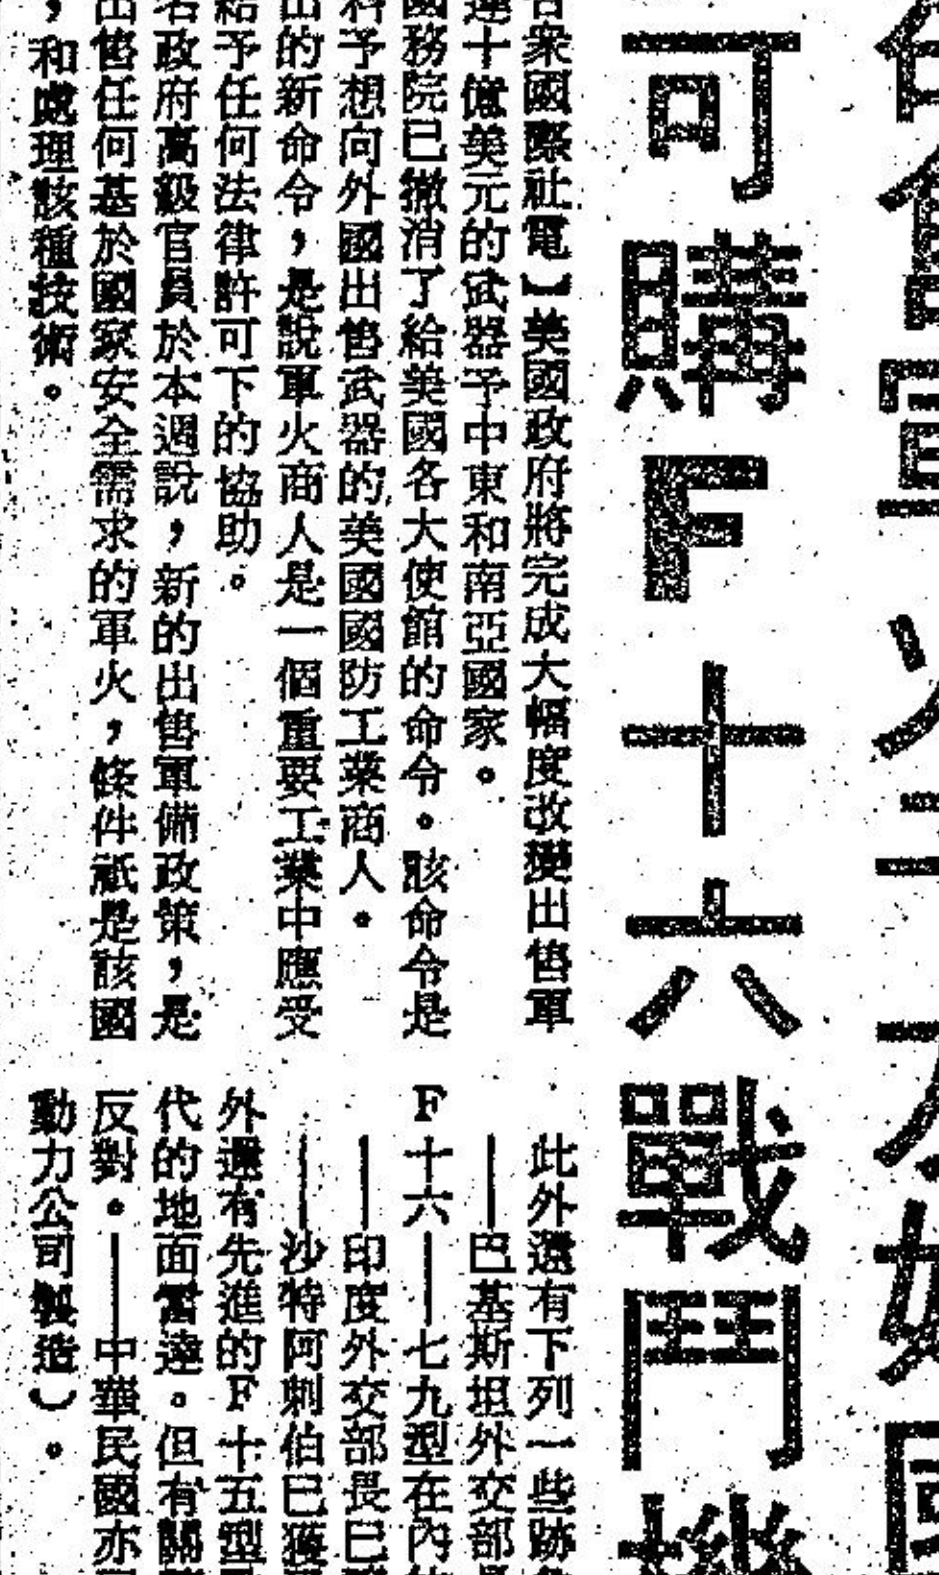 可購F十六戰鬥機
合衆國際社電】美國政府將完成大幅度改變出售軍
十億美元的武器予中東和南亞國家。
國務院已撤消了給美國各大使館的命令。該命令是
予想向外國出售武器的美國國防工業商人。
出的新命令，是說軍火商人是一個重要工業中應受
給予任何法律許可下的協助。
名政府高級官員於本週說，新的出售軍備政策，是
出售任何基於國家安全需求的軍火，條件祇是該國
，和處理該種技術。
此外還有下列一些跡
——巴基斯坦外交部
F十六——七九型在內
——印度外交部畏巳
——沙特阿剌伯已獲
外還有先進的F十五型
代的地面雷達。但有關
反對。——中華民國亦
動力公司製造）。